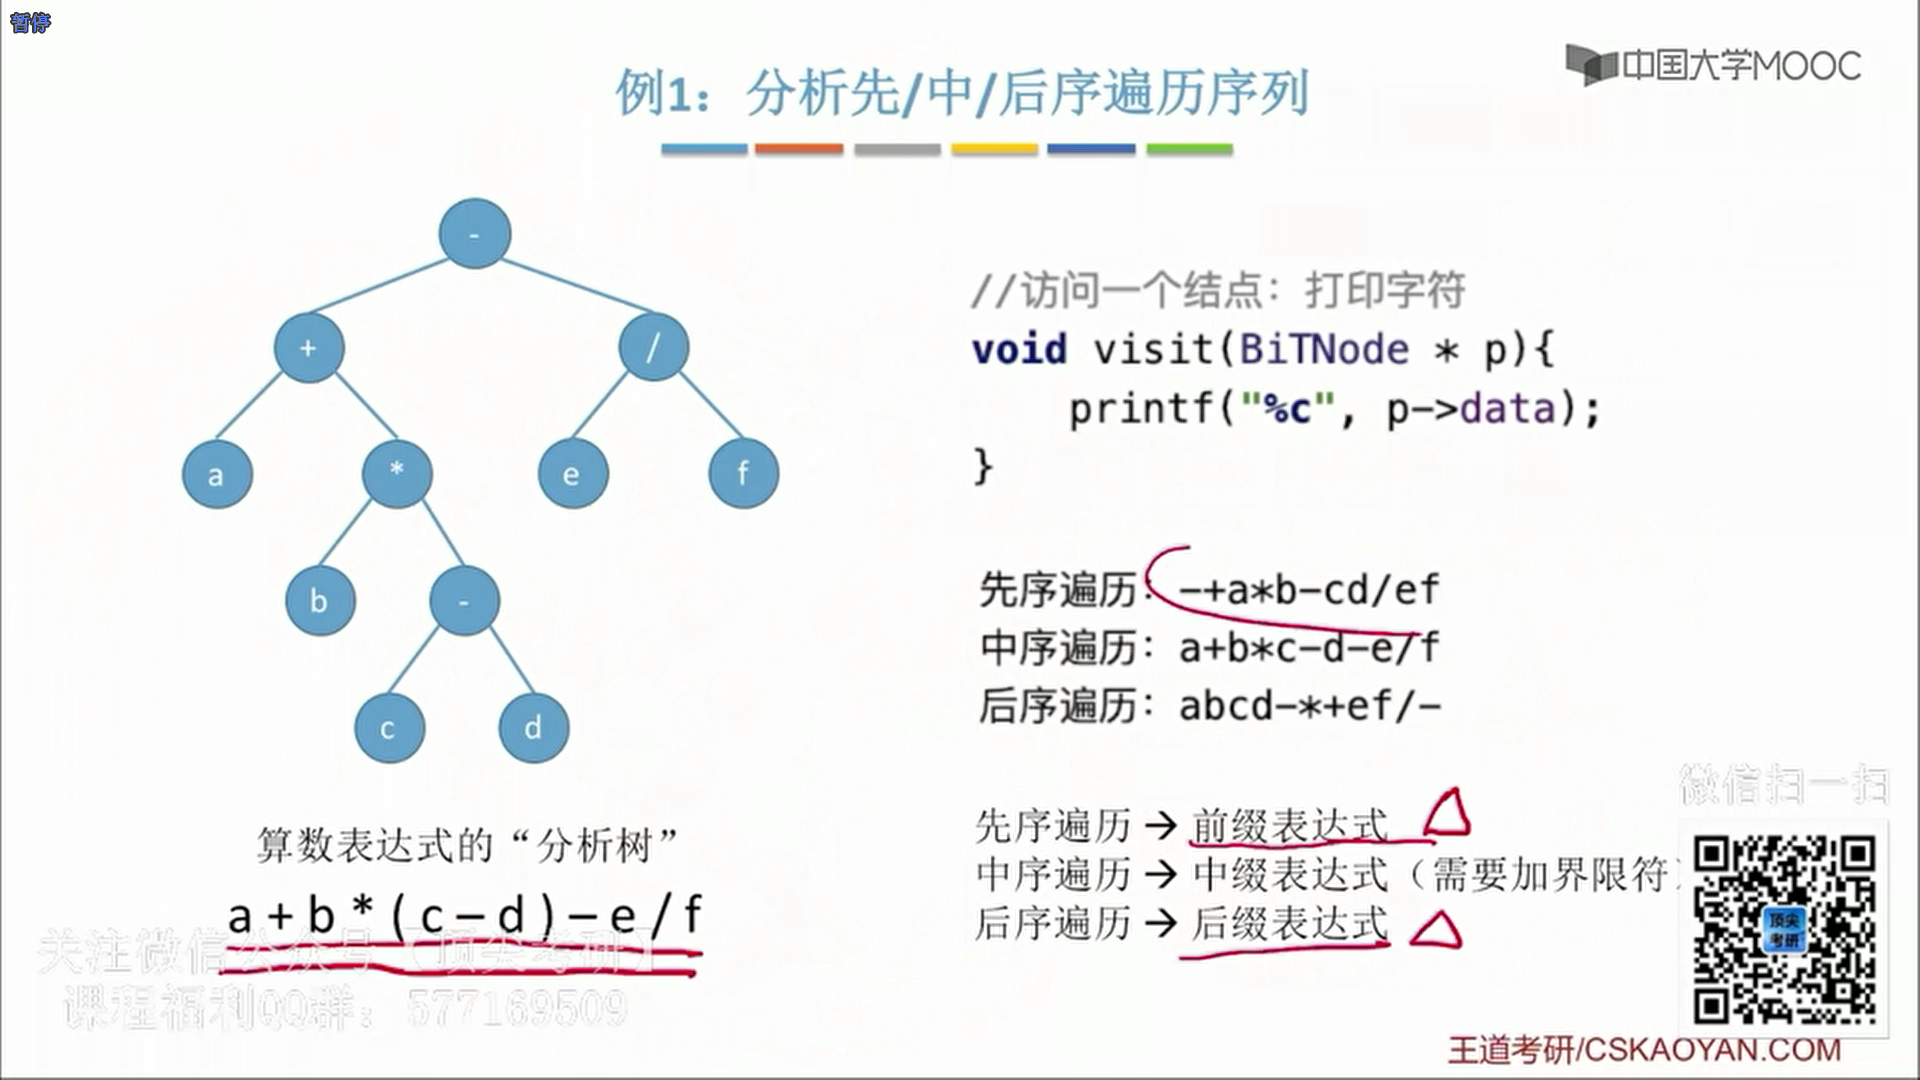 暂停
中国大学MOOC
例1：分析先/中/后序遍历序列
-
+
/
a
*
e
f
b
-
c
d
算数表达式的“分析树”
a+b*(c-d)-e/f
//访问一个结点：打印字符
void visit(BiTNode * p){
printf("%c", p->data);
}
先序遍历：-+a*b-cd/ef
中序遍历：a+b*c-d-e/f
后序遍历：abcd-*+ef/-
先序遍历→前缀表达式
中序遍历→中缀表达式（需要加界限符）
后序遍历→后缀表达式
关注微信公众号【顶尖考研】
课程福利QQ群：577169509
微信扫一扫
顶尖
考研
王道考研/CSKAOYAN.COM